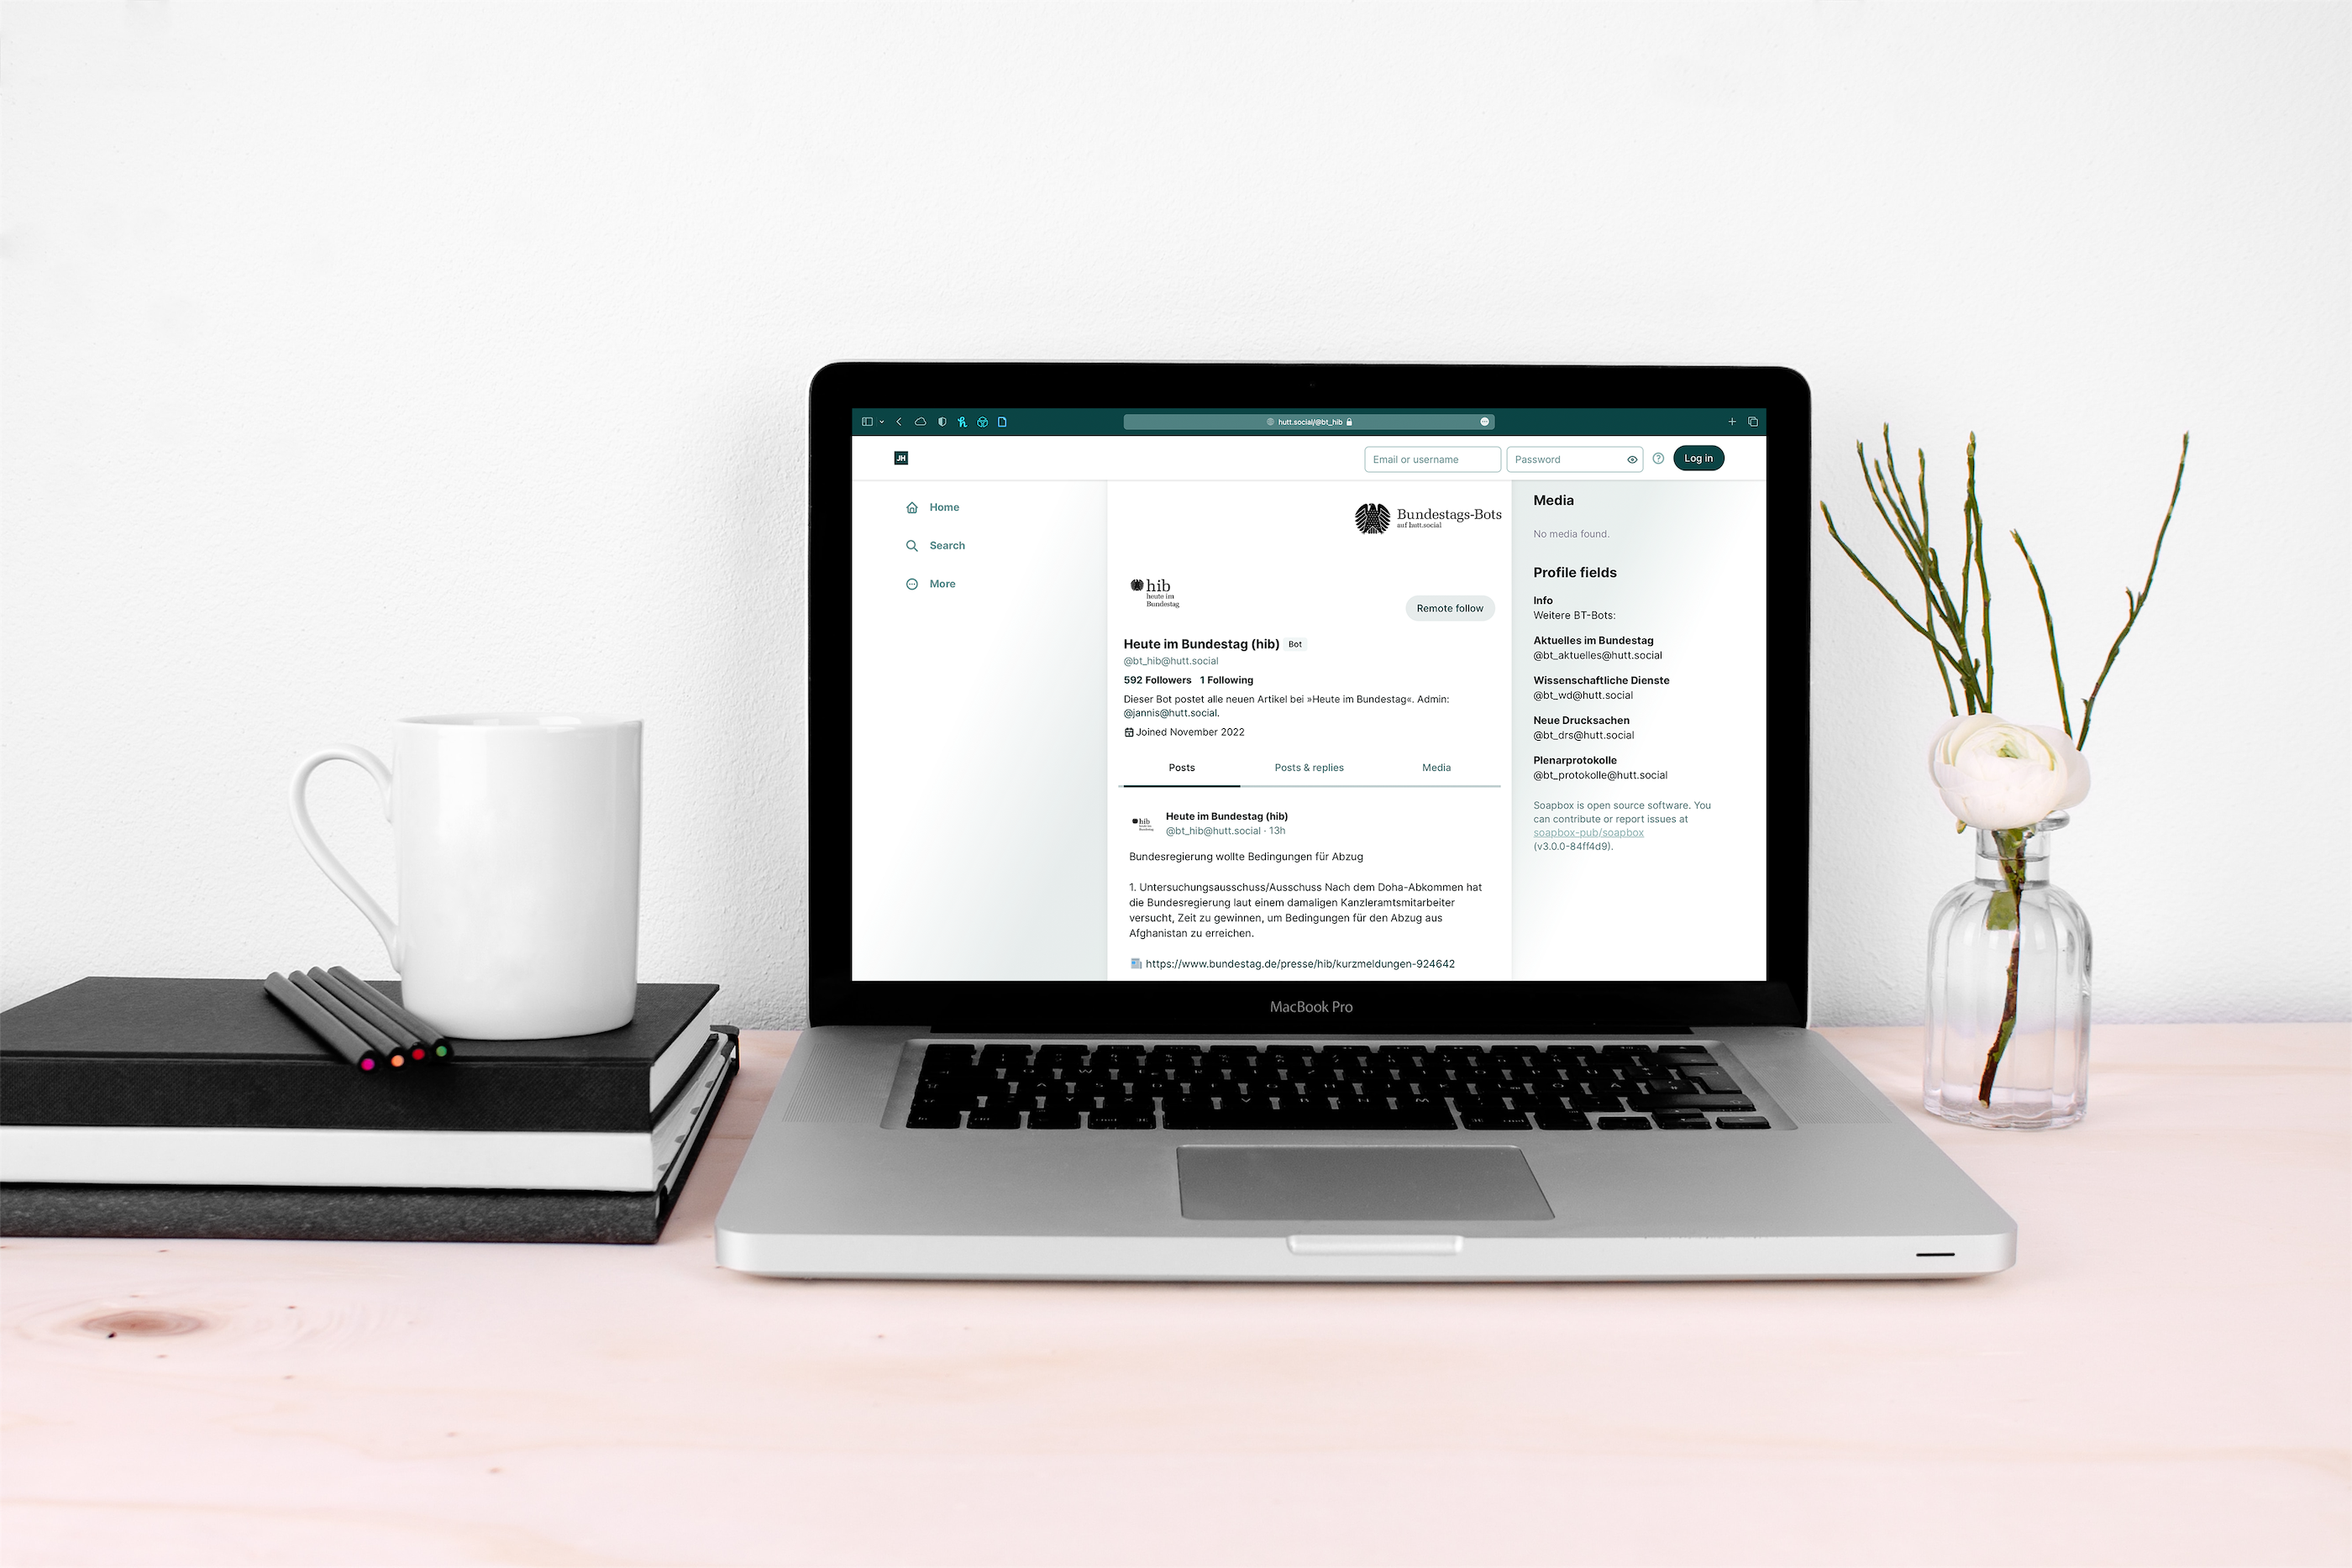 hutt.social/@bt_hib
JH
Email or username
Password
Log in
Home
Search
More
Bundestags-Bots
auf hutt.social
hib
heute im
Bundestag
Remote follow
Heute im Bundestag (hib) Bot
@bt_hib@hutt.social
592 Followers 1 Following
Dieser Bot postet alle neuen Artikel bei »Heute im Bundestag«. Admin:
@jannis@hutt.social.
Joined November 2022
Posts Posts & replies Media
Heute im Bundestag (hib)
@bt_hib@hutt.social · 13h
Bundesregierung wollte Bedingungen für Abzug
1. Untersuchungsausschuss/Ausschuss Nach dem Doha-Abkommen hat
die Bundesregierung laut einem damaligen Kanzleramtsmitarbeiter
versucht, Zeit zu gewinnen, um Bedingungen für den Abzug aus
Afghanistan zu erreichen.
https://www.bundestag.de/presse/hib/kurzmeldungen-924642
Media
No media found.
Profile fields
Info
Weitere BT-Bots:
Aktuelles im Bundestag
@bt_aktuelles@hutt.social
Wissenschaftliche Dienste
@bt_wd@hutt.social
Neue Drucksachen
@bt_drs@hutt.social
Plenarprotokolle
@bt_protokolle@hutt.social
Soapbox is open source software. You
can contribute or report issues at
soapbox-pub/soapbox
(v3.0.0-84ff4d9).
MacBook Pro